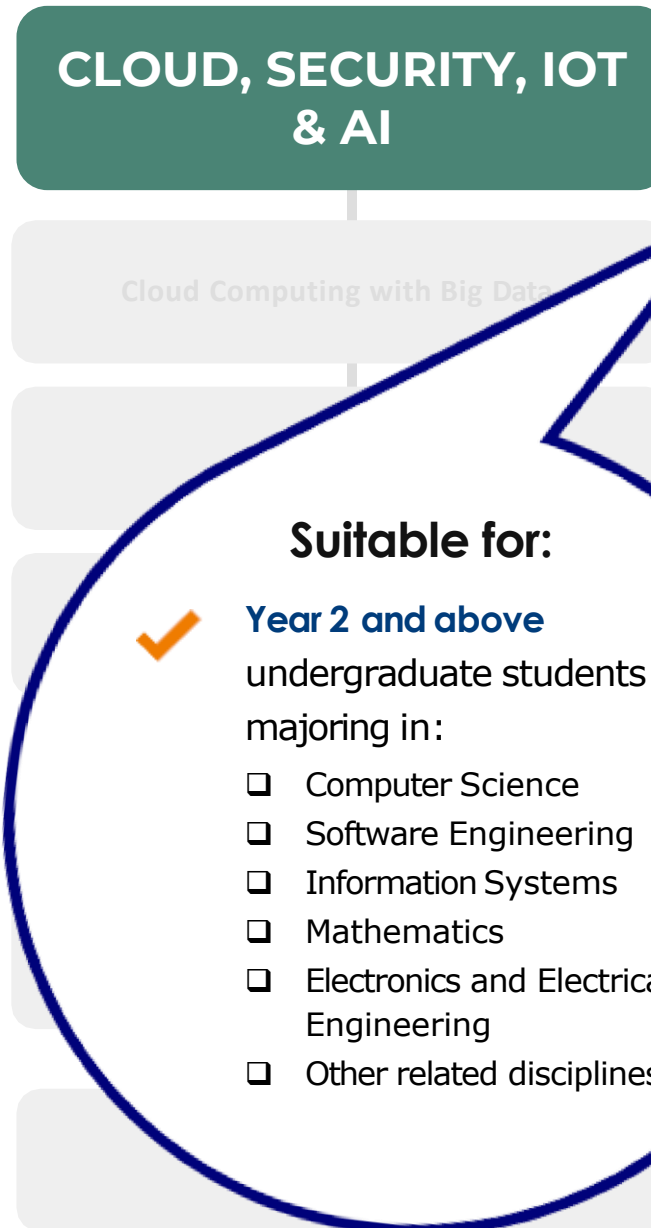 CLOUD, SECURITY, IOT
& AI
Cloud Computing with Big Data
Suitable for:
Year 2 and above
undergraduate students
majoring in:
❑ Computer Science
❑ Software Engineering
❑ Information Systems
❑ Mathematics
❑ Electronics and Electrica
Engineering
❑ Other related disciplines